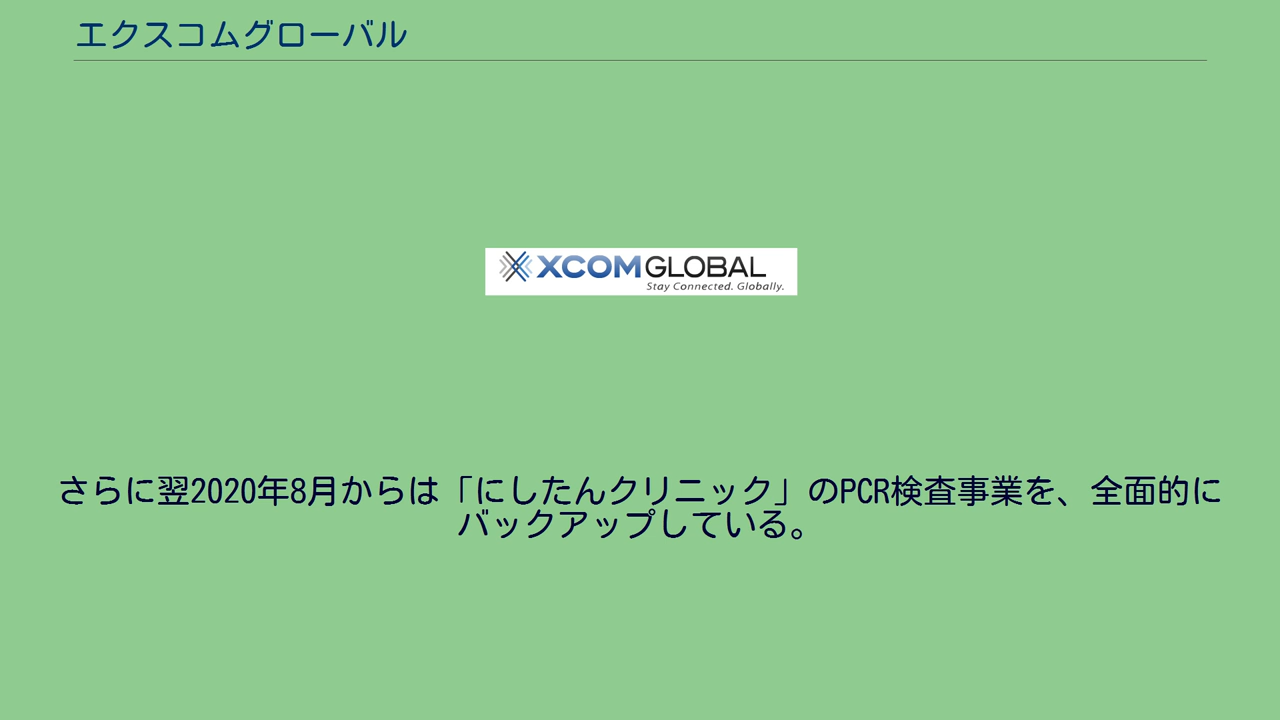 エクスコムグローバル
XCOMGLOBAL
Stay Connected. Globally.
さらに翌2020年8月からは「にしたんクリニック」のPCR検査事業を、全面的に
バックアップしている。